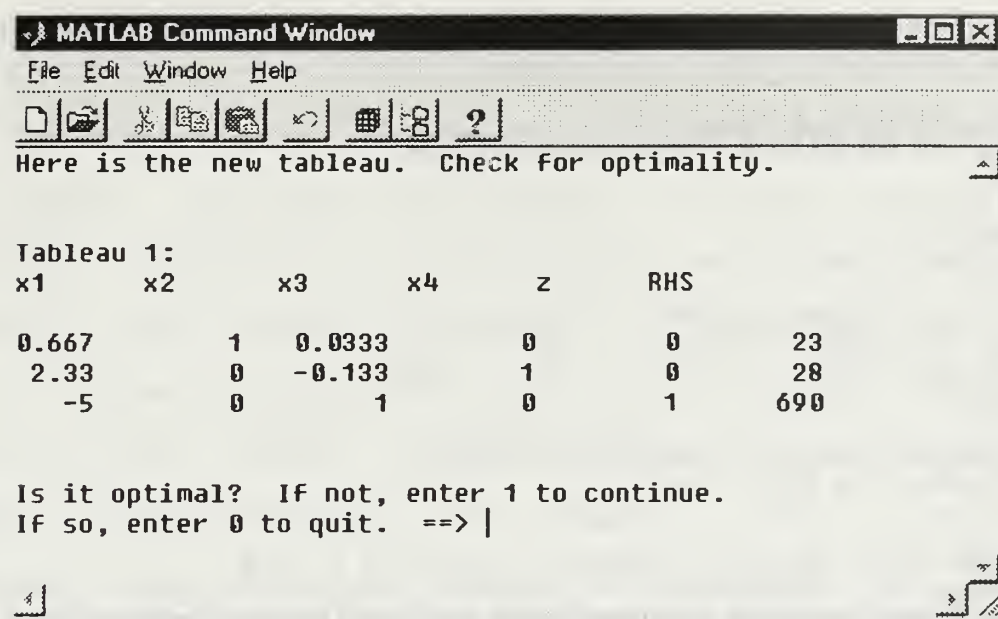 MATLAB Command Window
File Edit Window Help
?
Here is the new tableau. Check for optimality.
Tableau 1:
x1 x2 x3 x4 z RHS
0.667 1 0.0333 0 0 23
2.33 0 -0.133 1 0 28
-5 0 1 0 1 690
Is it optimal? If not, enter 1 to continue.
If so, enter 0 to quit. ==> |